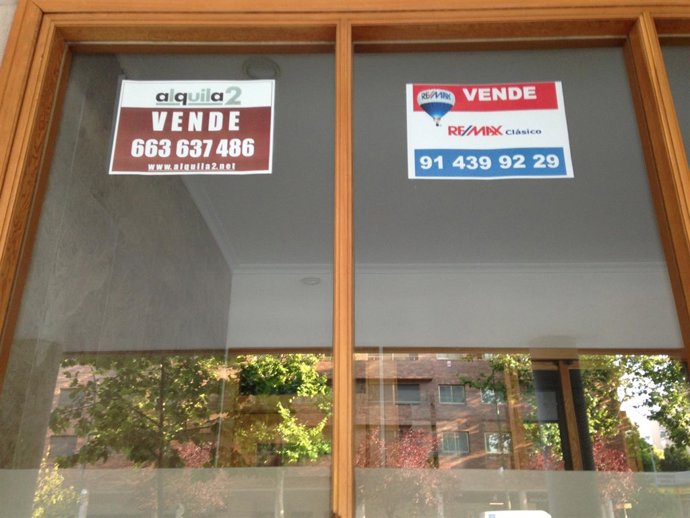 alquila2
VENDE
663 637 486
www.alquila2.net
RE/MAX
VENDE
RE/MAX Clásico
91 439 92 29